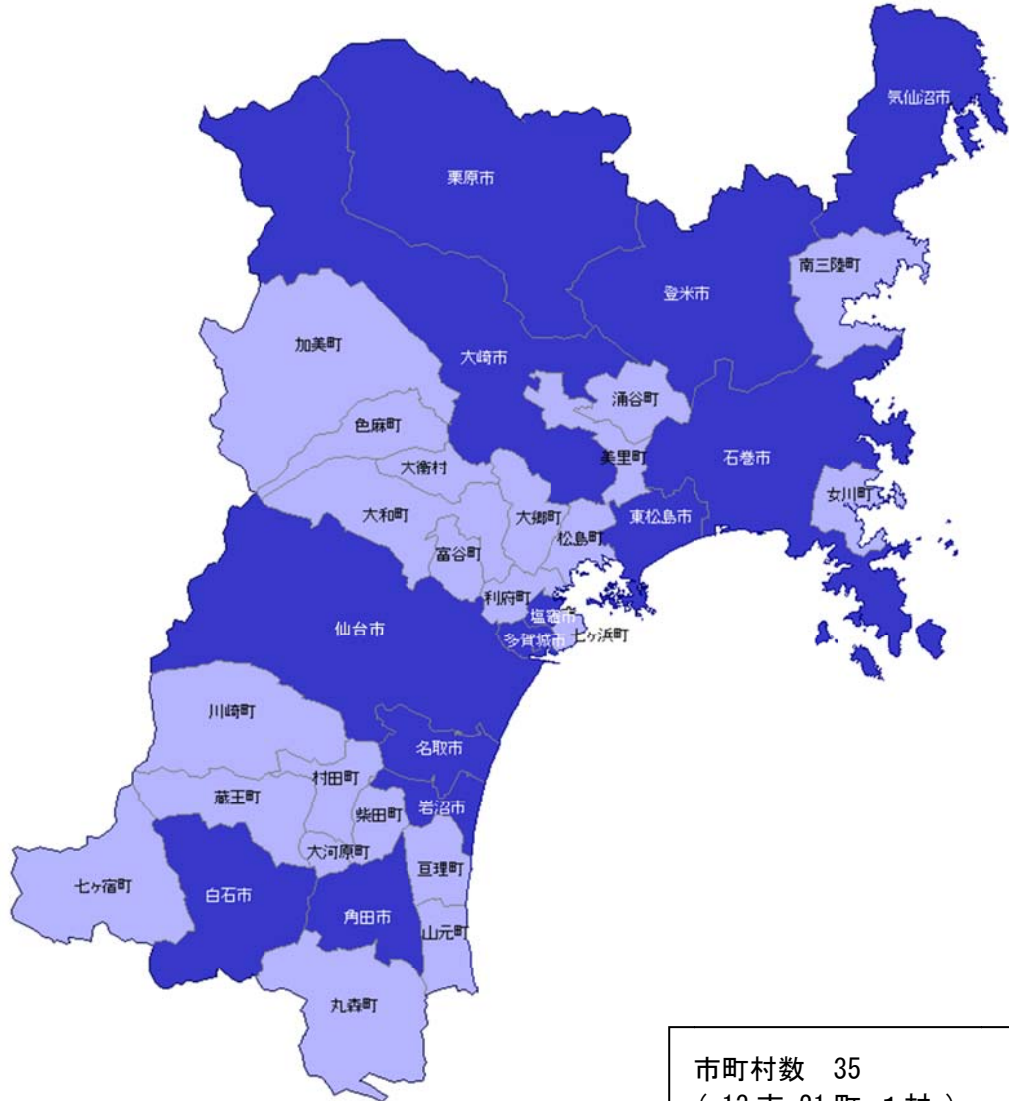 気仙沼市
栗原市
南三陸町
登米市
加美町
大崎市
涌谷町
色麻町
美里町
石巻市
大衡村
女川町
大和町
大郷町
東松島市
松島町
富谷町
利府町
塩竈市
仙台市
多賀城市
七ヶ浜町
川崎町
名取市
村田町
蔵王町
柴田町
岩沼市
大河原町
亘理町
七ヶ宿町
白石市
角田市
山元町
丸森町
市町村数 35